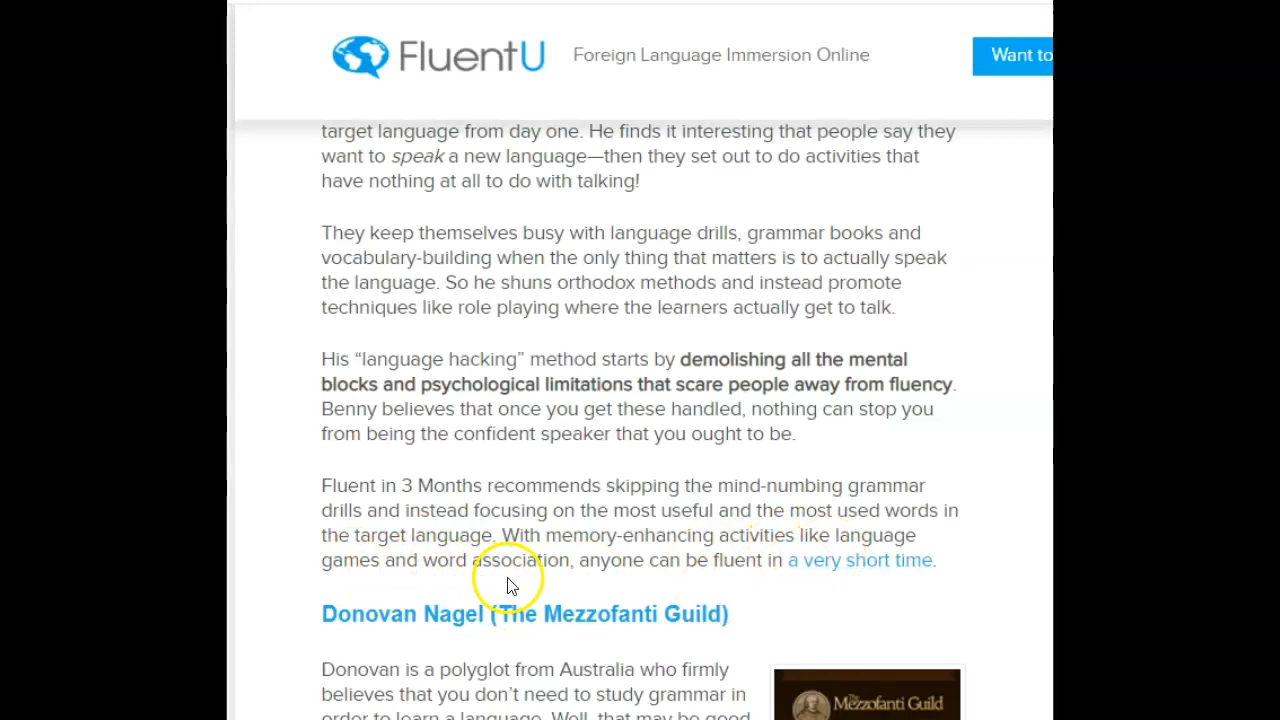 FluentU
Foreign Language Immersion Online
Want to
target language from day one. He finds it interesting that people say they
want to speak a new language—then they set out to do activities that
have nothing at all to do with talking!
They keep themselves busy with language drills, grammar books and
vocabulary-building when the only thing that matters is to actually speak
the language. So he shuns orthodox methods and instead promote
techniques like role playing where the learners actually get to talk.
His “language hacking” method starts by demolishing all the mental
blocks and psychological limitations that scare people away from fluency.
Benny believes that once you get these handled, nothing can stop you
from being the confident speaker that you ought to be.
Fluent in 3 Months recommends skipping the mind-numbing grammar
drills and instead focusing on the most useful and the most used words in
the target language. With memory-enhancing activities like language
games and word association, anyone can be fluent in a very short time.
Donovan Nagel (The Mezzofanti Guild)
Donovan is a polyglot from Australia who firmly
believes that you don’t need to study grammar in
order to learn a language. Well, that may be good
The Mezzofanti Guild